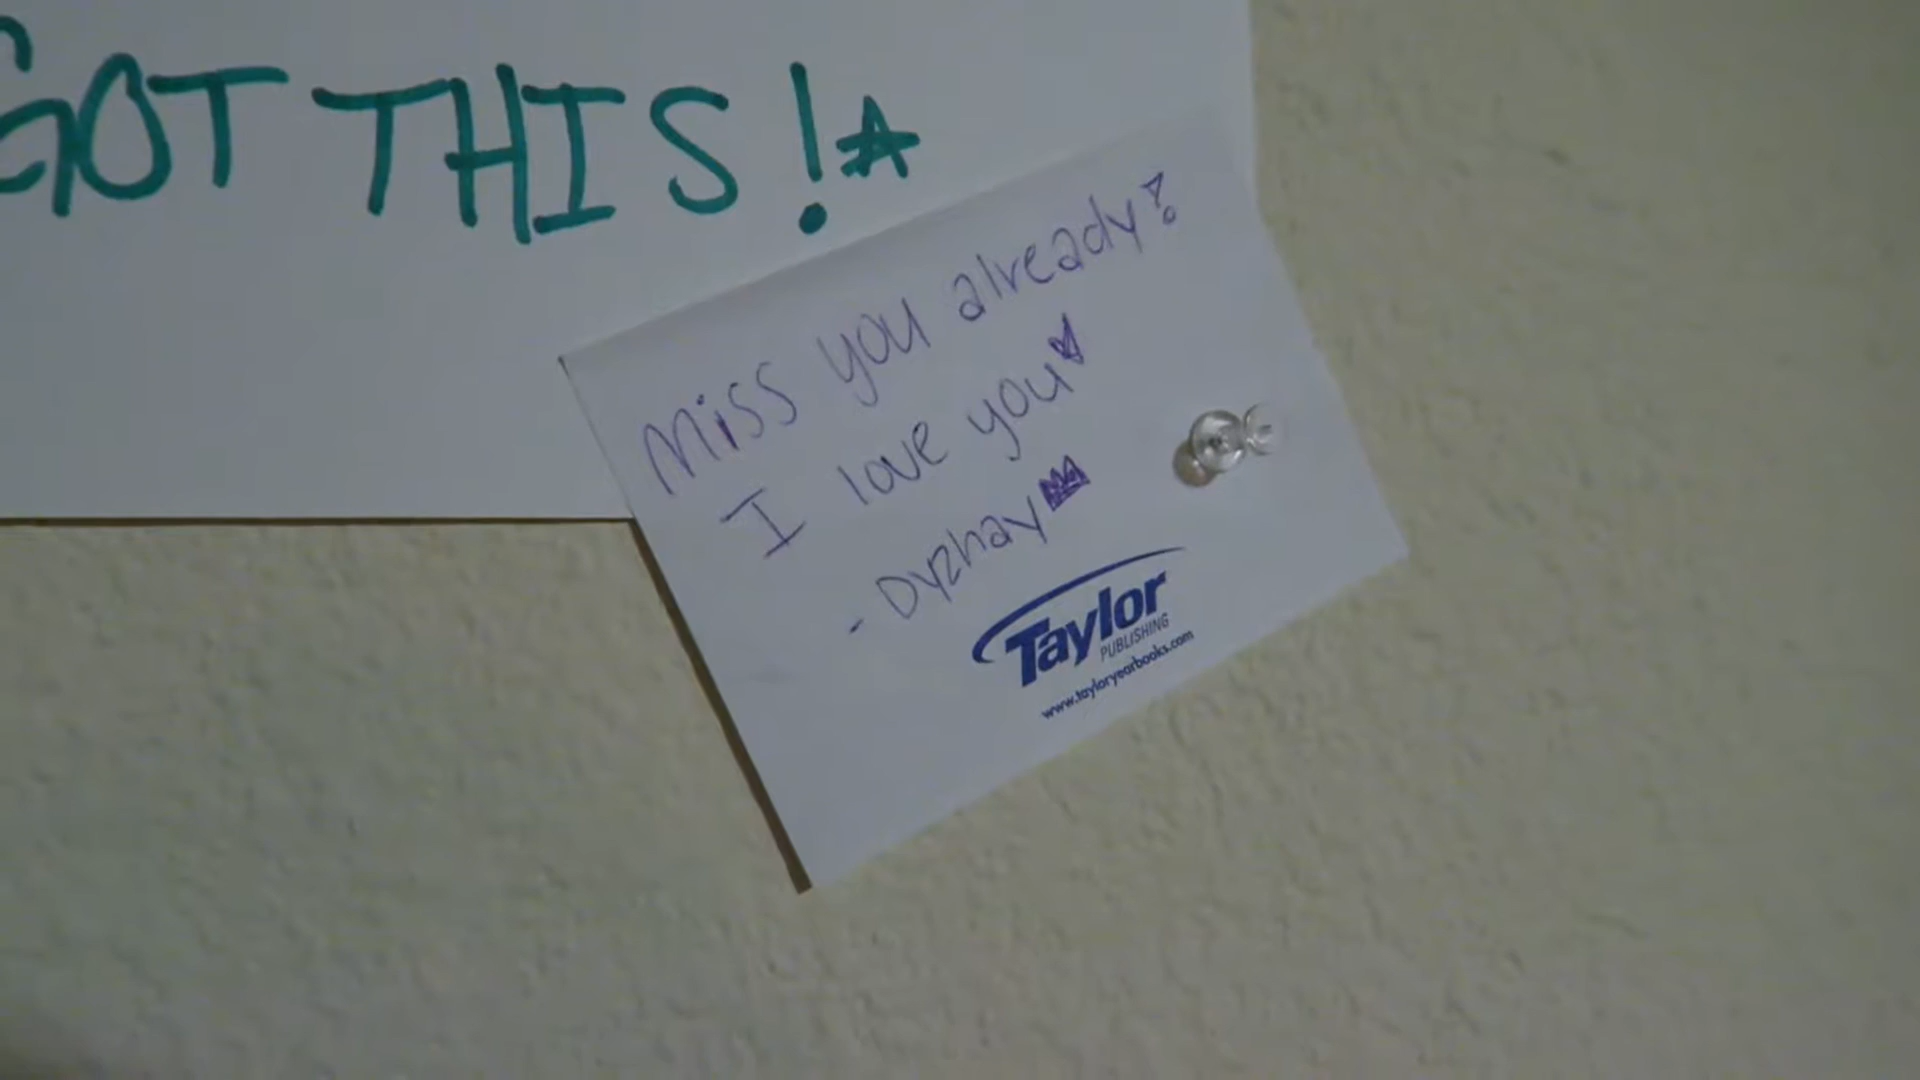 GOT THIS!
Miss you already!
I love you
- Dyzhay
Taylor
PUBLISHING
www.tayloryearbooks.com